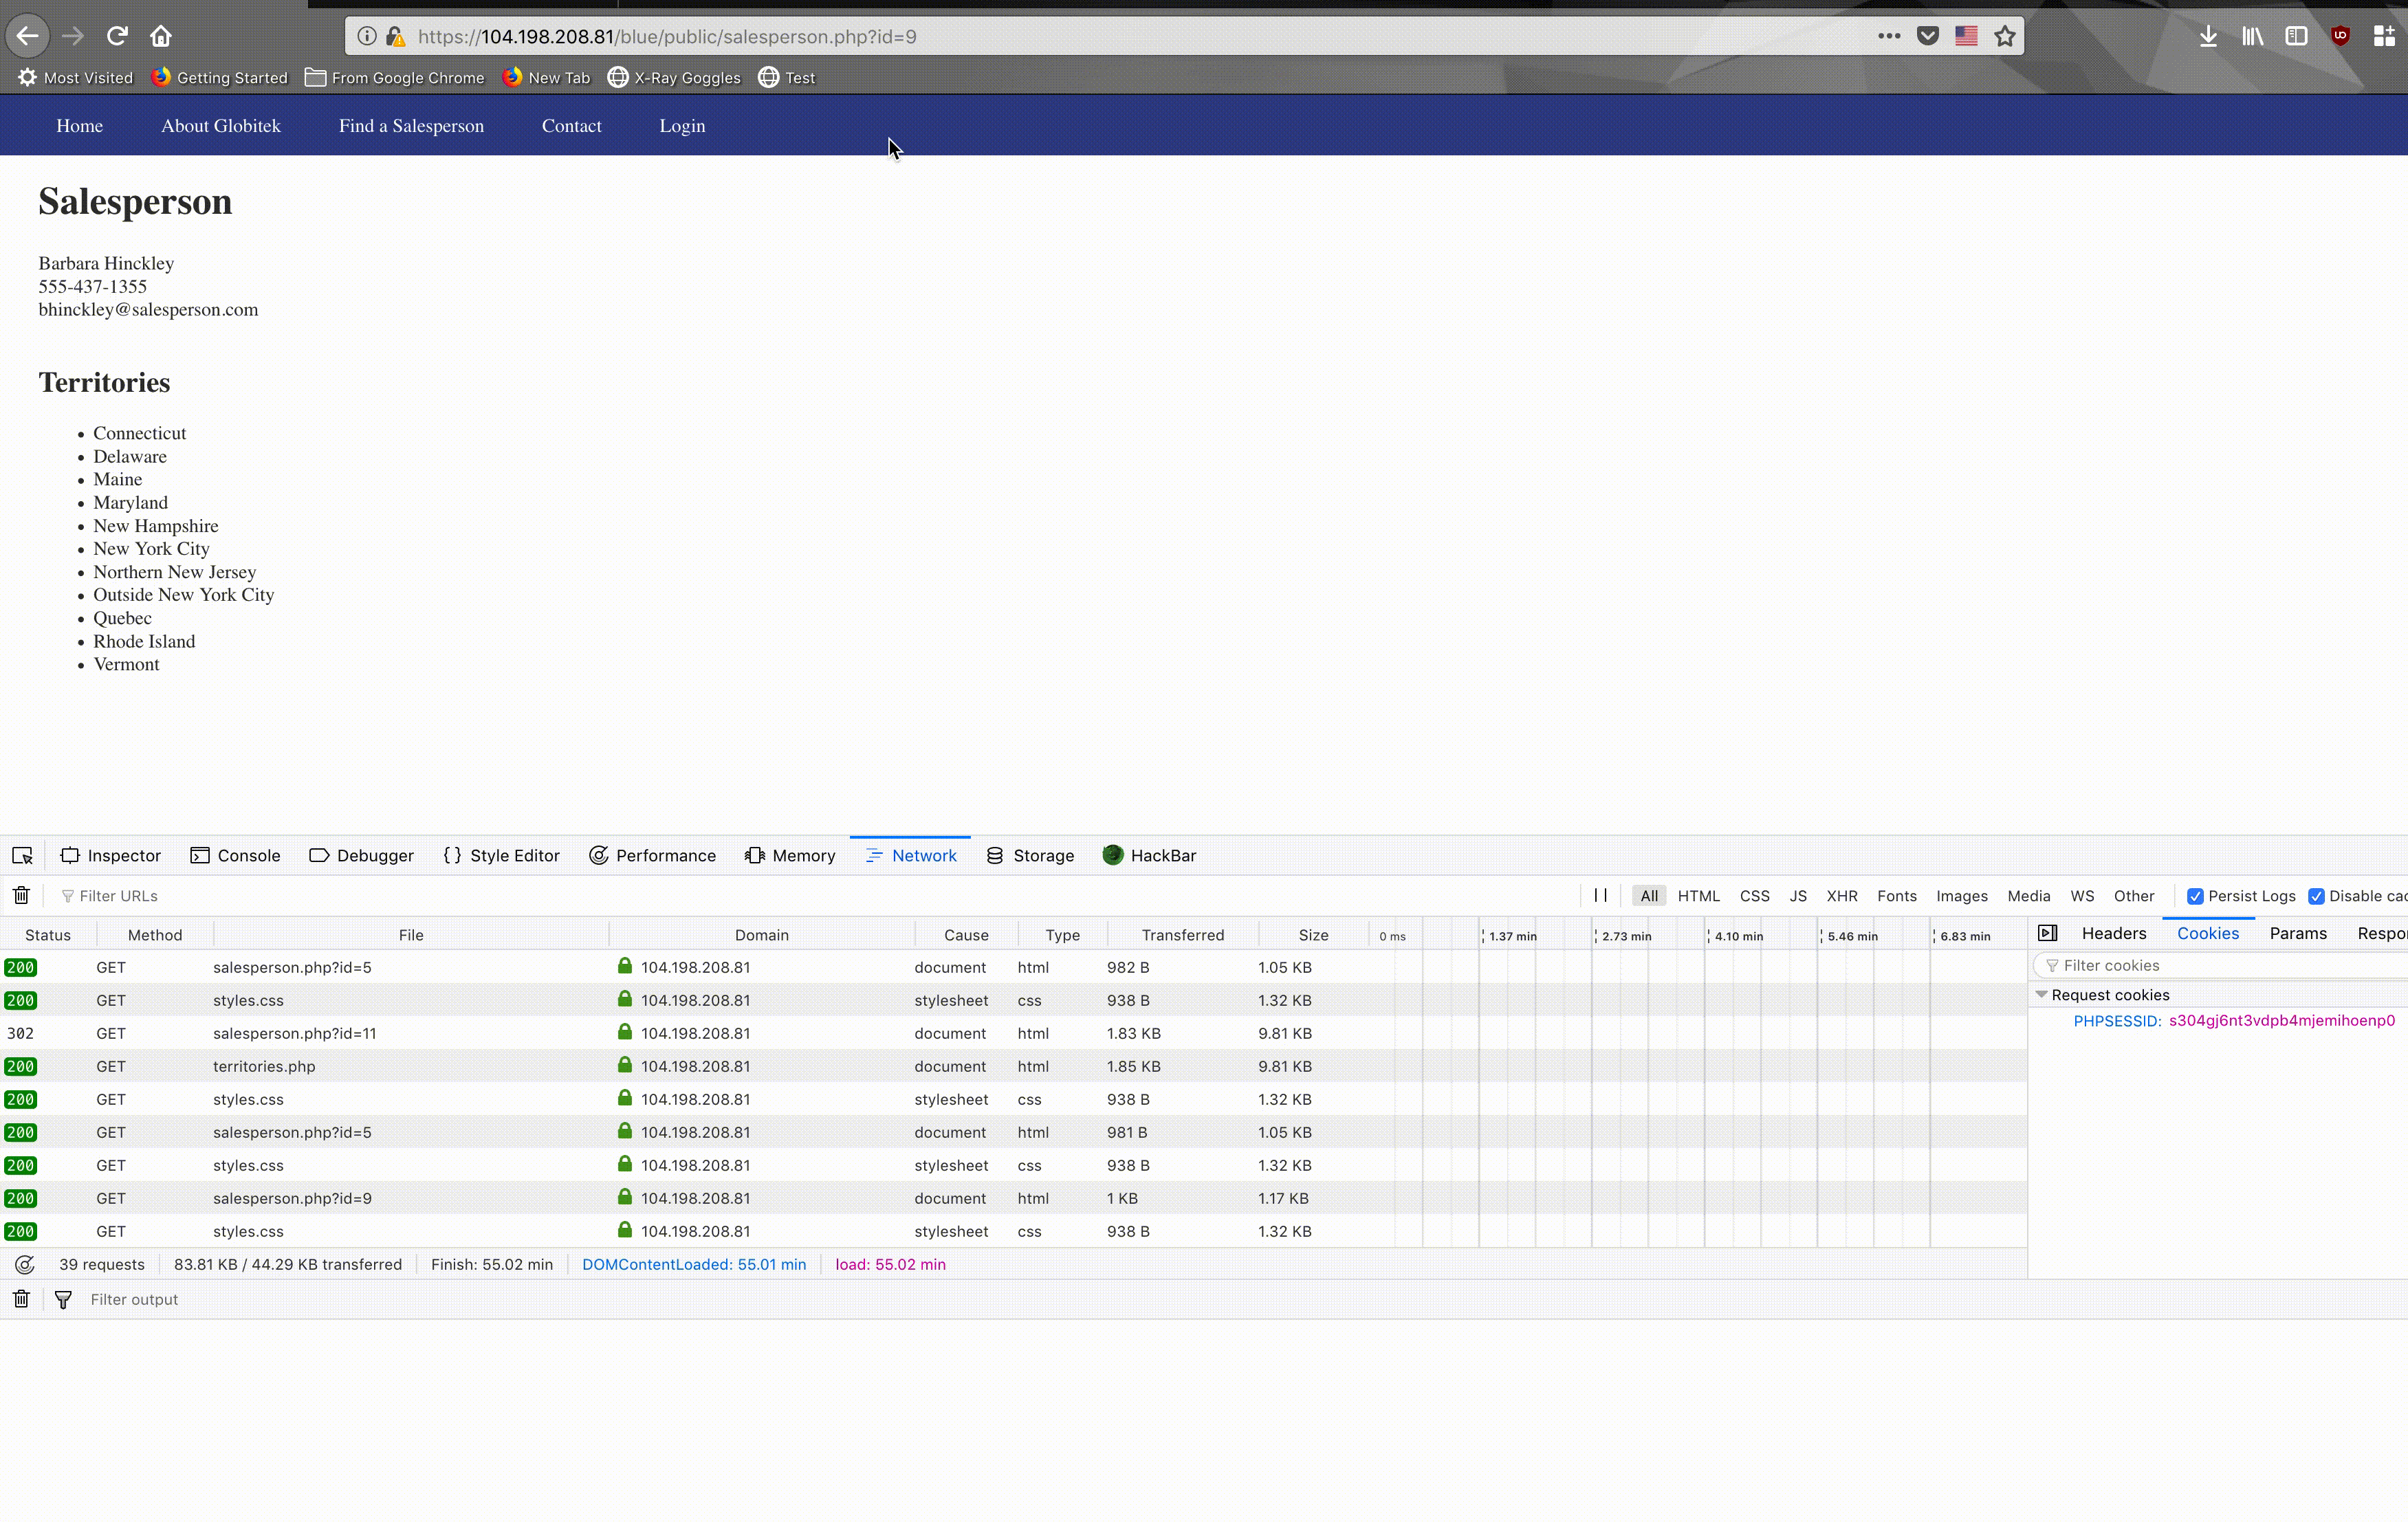 https://104.198.208.81/blue/public/salesperson.php?id=9
Most Visited Getting Started From Google Chrome New Tab X-Ray Goggles Test
Home About Globitek Find a Salesperson Contact Login
Salesperson
Barbara Hinckley
555-437-1355
bhinckley@salesperson.com
Territories
• Connecticut
• Delaware
• Maine
• Maryland
• New Hampshire
• New York City
• Northern New Jersey
• Outside New York City
• Quebec
• Rhode Island
• Vermont
Inspector Console Debugger { } Style Editor Performance Memory Network Storage HackBar
Filter URLs All HTML CSS JS XHR Fonts Images Media WS Other Persist Logs Disable cac
Status Method File Domain Cause Type Transferred Size 0 ms 1.37 min 2.73 min 4.10 min 5.46 min 6.83 min Headers Cookies Params Respo
200 GET salesperson.php?id=5 104.198.208.81 document html 982 B 1.05 KB
Filter cookies
200 GET styles.css 104.198.208.81 stylesheet css 938 B 1.32 KB
Request cookies
PHPSESSID: s304gj6nt3vdpb4mjemihoenp0
302 GET salesperson.php?id=11 104.198.208.81 document html 1.83 KB 9.81 KB
200 GET territories.php 104.198.208.81 document html 1.85 KB 9.81 KB
200 GET styles.css 104.198.208.81 stylesheet css 938 B 1.32 KB
200 GET salesperson.php?id=5 104.198.208.81 document html 981 B 1.05 KB
200 GET styles.css 104.198.208.81 stylesheet css 938 B 1.32 KB
200 GET salesperson.php?id=9 104.198.208.81 document html 1 KB 1.17 KB
200 GET styles.css 104.198.208.81 stylesheet css 938 B 1.32 KB
39 requests 83.81 KB / 44.29 KB transferred Finish: 55.02 min DOMContentLoaded: 55.01 min load: 55.02 min
Filter output